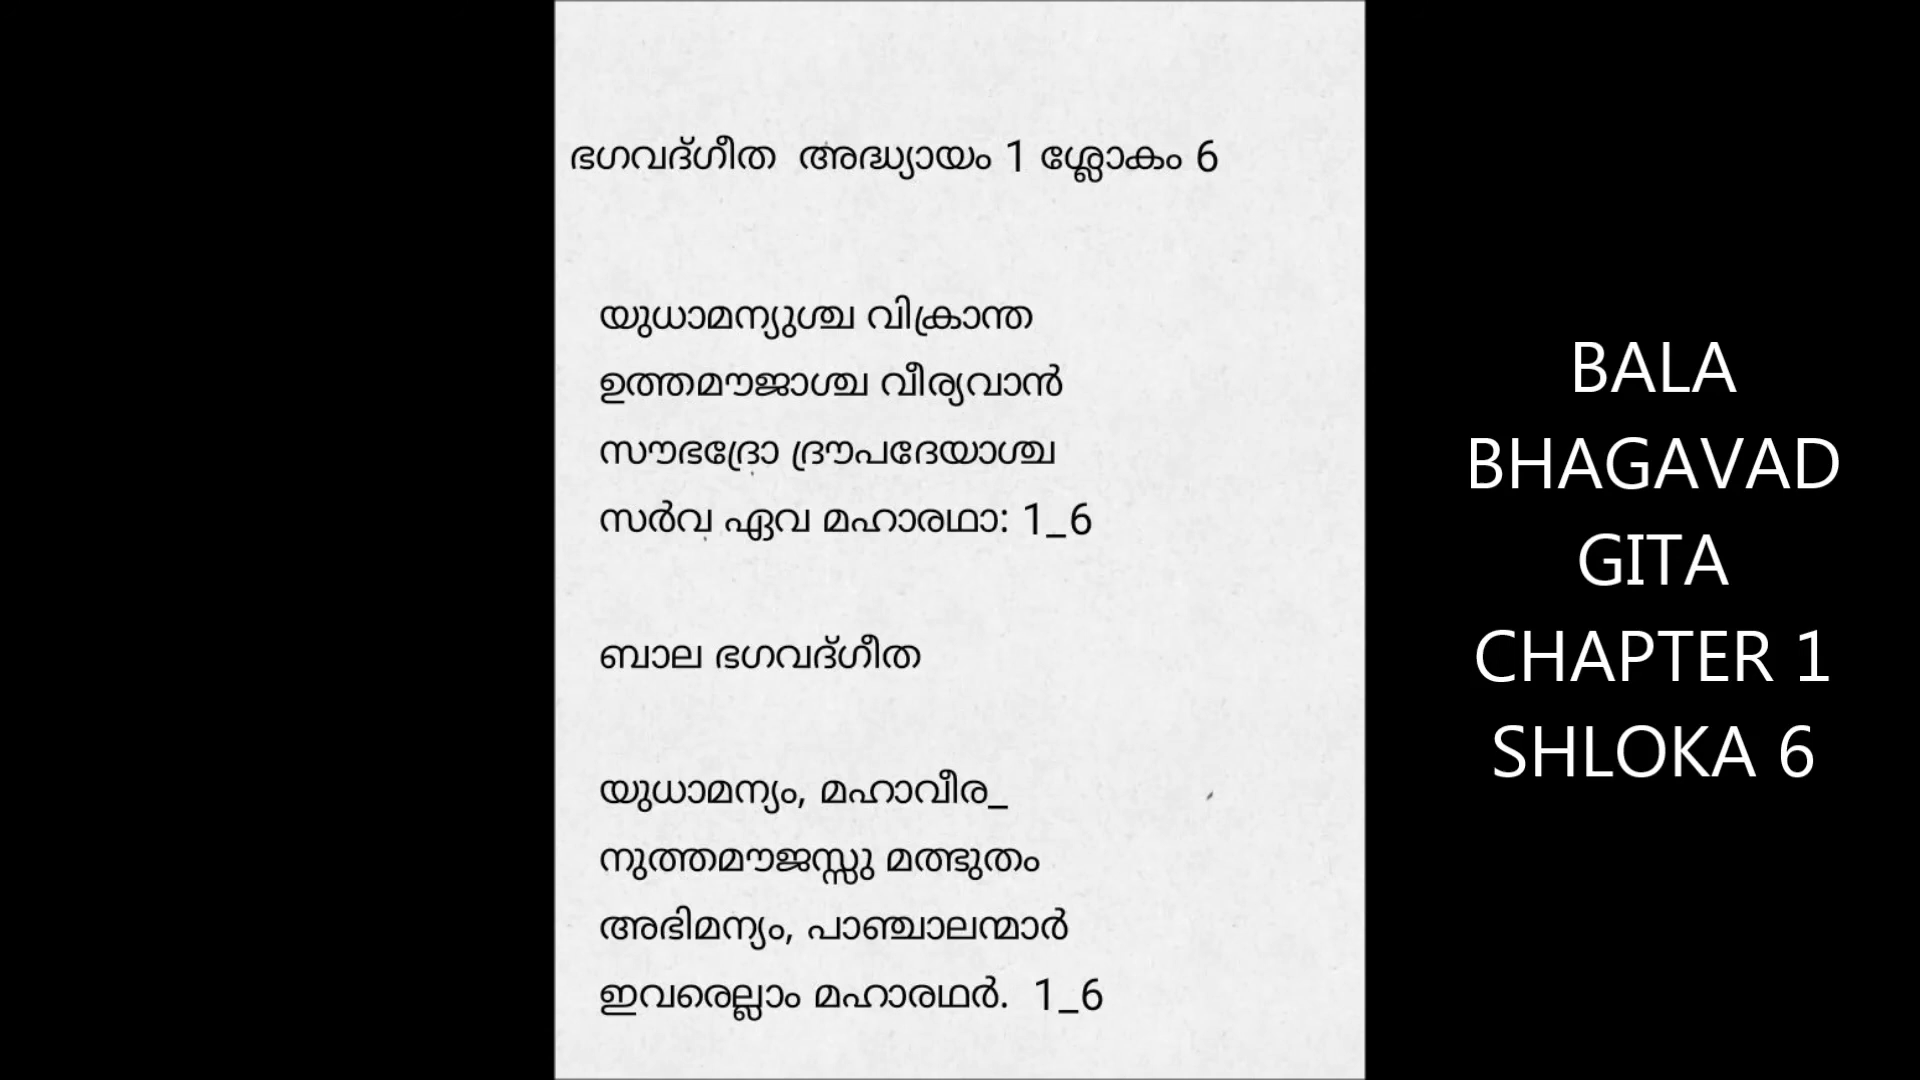 ഭഗവദ്ഗീത അദ്ധ്യായം 1 ശ്ലോകം 6
യുധാമന്യുശ്ച വിക്രാന്ത
ഉത്തമൗജാശ്ച വീര്യവാൻ
സൗഭദ്രോ ദ്രൗപദേയാശ്ച
സർവ ഏവ മഹാരഥാ: 1_6
ബാല ഭഗവദ്ഗീത
യുധാമന്യും, മഹാവീര_
നുത്തമൗജസ്സു മത്ഭുതം
അഭിമന്യും, പാഞ്ചാലന്മാർ
ഇവരെല്ലാം മഹാരഥർ. 1_6
BALA
BHAGAVAD
GITA
CHAPTER 1
SHLOKA 6